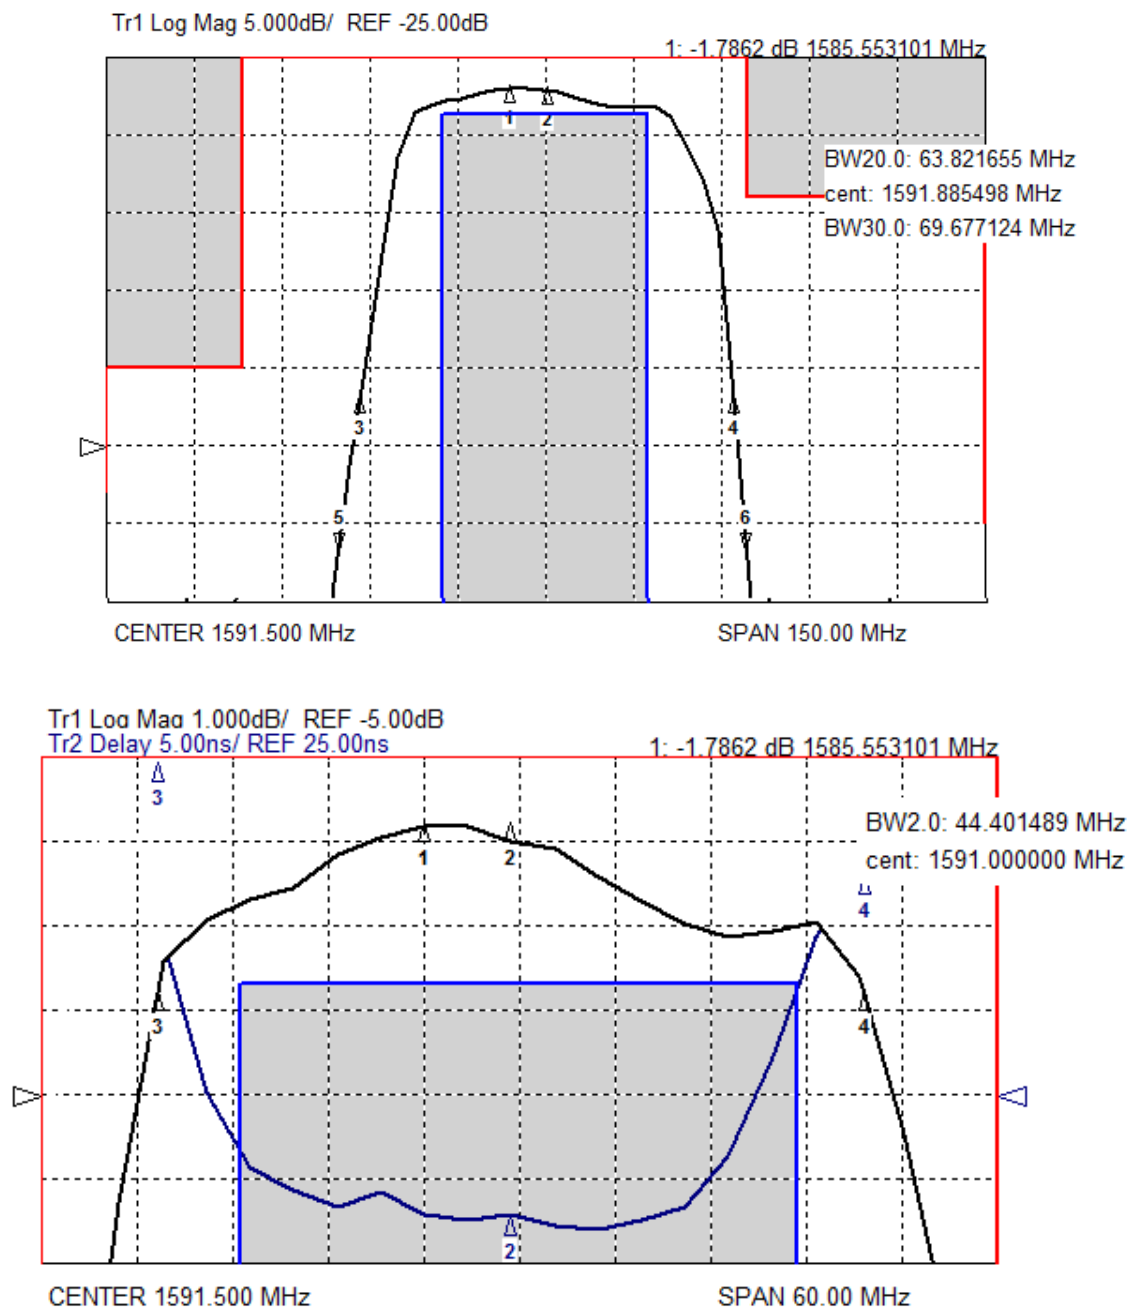 Tr1 Log Mag 5.000dB/ REF -25.00dB
1: -1.7862 dB 1585.553101 MHz
1 2
BW20.0: 63.821655 MHz
cent: 1591.885498 MHz
BW30.0: 69.677124 MHz
3 4
5 6
CENTER 1591.500 MHz SPAN 150.00 MHz
Tr1 Log Mag 1.000dB/ REF -5.00dB
Tr2 Delay 5.00ns/ REF 25.00ns
1: -1.7862 dB 1585.553101 MHz
3
BW2.0: 44.401489 MHz
1 2
cent: 1591.000000 MHz
4
3 4
2
CENTER 1591.500 MHz SPAN 60.00 MHz